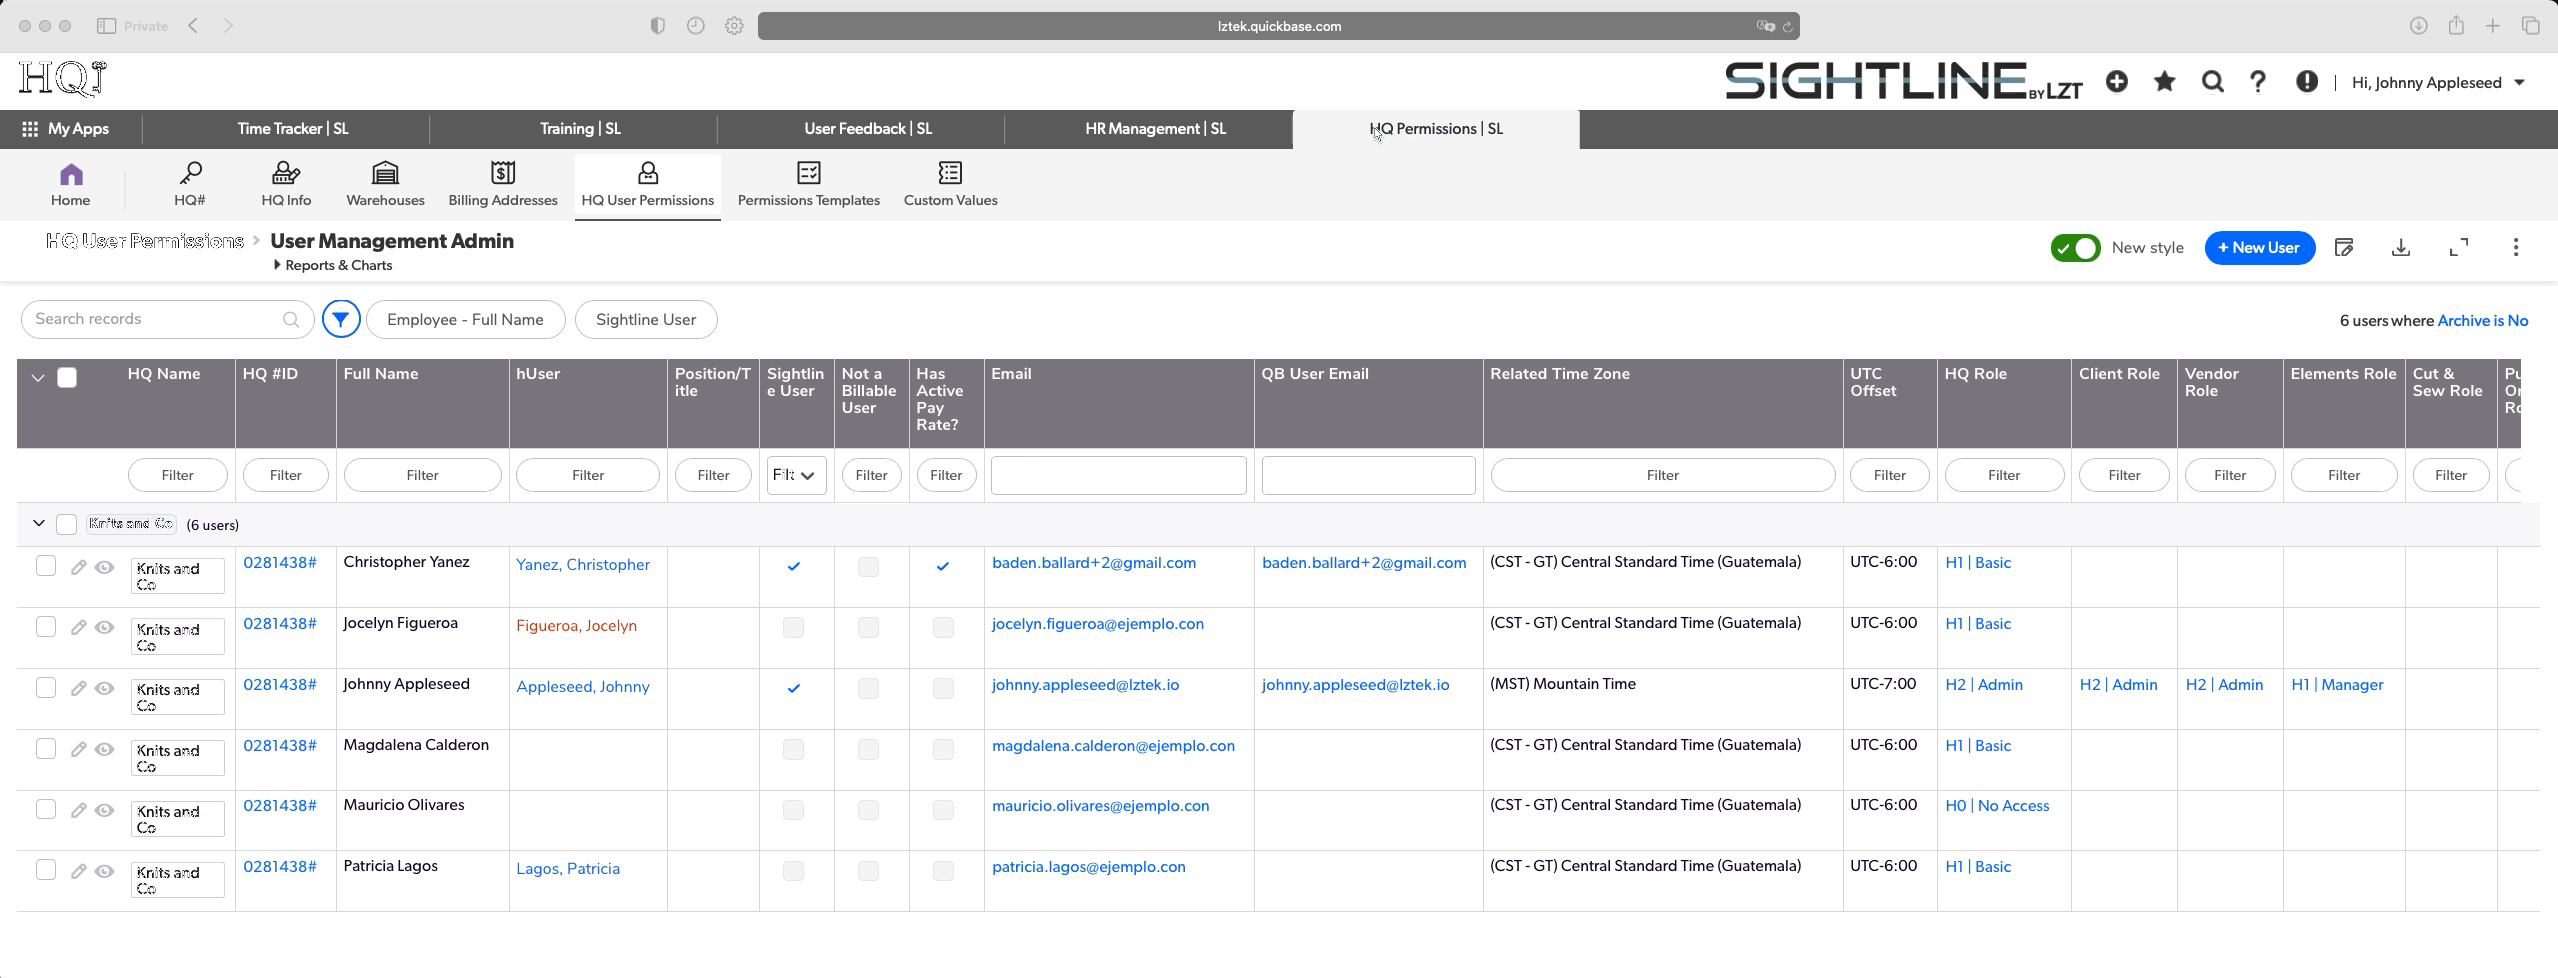 Private
lztek.quickbase.com
HQ
SIGHTLINE BY LZT
Hi, Johnny Appleseed
My Apps
Time Tracker | SL
Training | SL
User Feedback | SL
HR Management | SL
HQ Permissions | SL
Home
HQ#
HQ Info
Warehouses
Billing Addresses
HQ User Permissions
Permissions Templates
Custom Values
HQ User Permissions > User Management Admin
Reports & Charts
New style
+ New User
Search records
Employee - Full Name
Sightline User
6 users where Archive is No
HQ Name
HQ #ID
Full Name
hUser
Position/T
itle
Sightlin
e User
Not a
Billable
User
Has
Active
Pay
Rate?
Email
QB User Email
Related Time Zone
UTC
Offset
HQ Role
Client Role
Vendor
Role
Elements Role
Cut &
Sew Role
Filter Filter Filter Filter Filter Filt Filter Filter Filter Filter Filter Filter Filter Filter Filter
Knits and Co (6 users)
Knits and
Co
0281438# Christopher Yanez Yanez, Christopher baden.ballard+2@gmail.com baden.ballard+2@gmail.com (CST - GT) Central Standard Time (Guatemala) UTC-6:00 H1 | Basic
Knits and
Co
0281438# Jocelyn Figueroa Figueroa, Jocelyn jocelyn.figueroa@ejemplo.con (CST - GT) Central Standard Time (Guatemala) UTC-6:00 H1 | Basic
Knits and
Co
0281438# Johnny Appleseed Appleseed, Johnny johnny.appleseed@lztek.io johnny.appleseed@lztek.io (MST) Mountain Time UTC-7:00 H2 | Admin H2 | Admin H2 | Admin H1 | Manager
Knits and
Co
0281438# Magdalena Calderon magdalena.calderon@ejemplo.con (CST - GT) Central Standard Time (Guatemala) UTC-6:00 H1 | Basic
Knits and
Co
0281438# Mauricio Olivares mauricio.olivares@ejemplo.con (CST - GT) Central Standard Time (Guatemala) UTC-6:00 H0 | No Access
Knits and
Co
0281438# Patricia Lagos Lagos, Patricia patricia.lagos@ejemplo.con (CST - GT) Central Standard Time (Guatemala) UTC-6:00 H1 | Basic